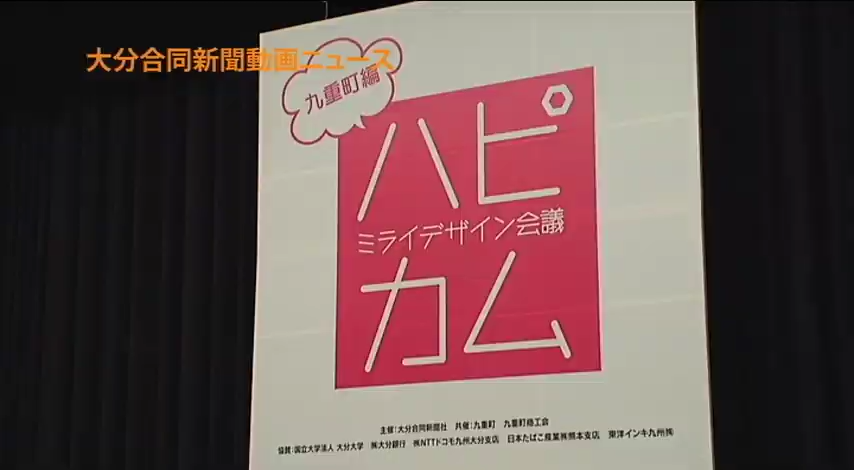 大分合同新聞動画ニュース
九重町編
ハピ
ミライデザイン会議
カム
主催:大分合同新聞社 共催:九重町 九重町商工会
協賛:国立大学法人 大分大学 ㈱大分銀行 ㈱NTTドコモ九州大分支店 日本たばこ産業㈱熊本支店 東洋インキ九州㈱